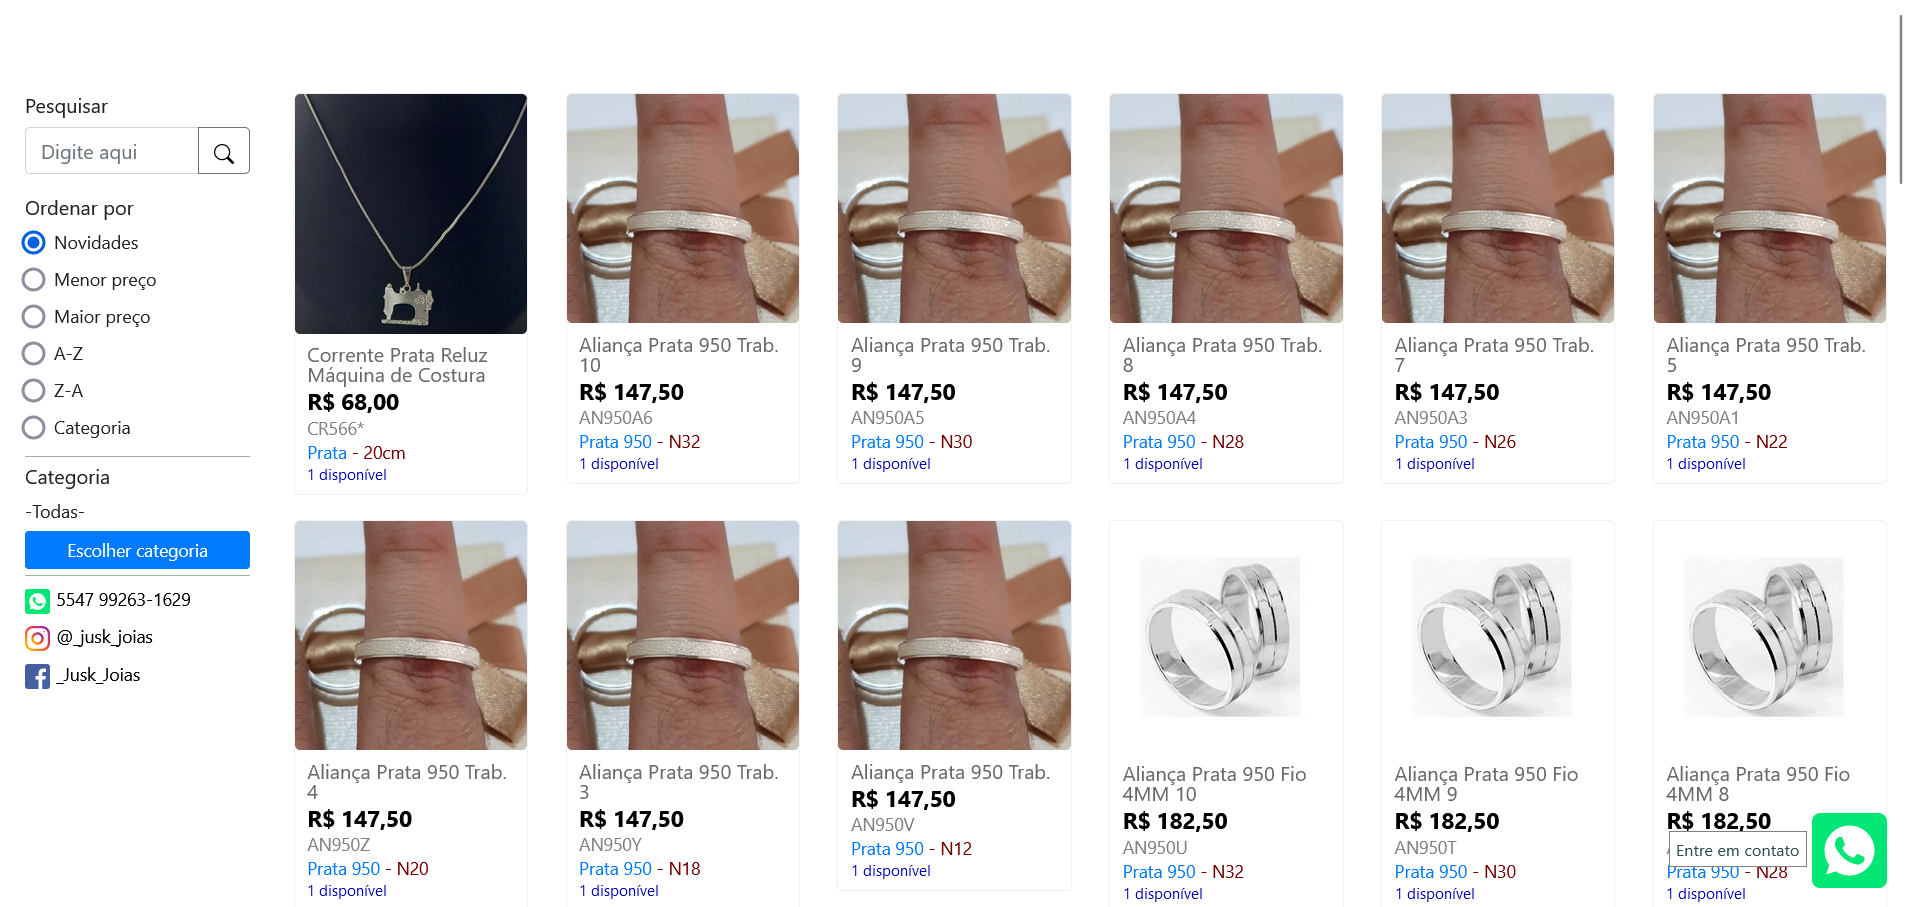 Pesquisar
Digite aqui
Ordenar por
Novidades
Menor preço
Maior preço
A-Z
Z-A
Categoria
Categoria
-Todas-
Escolher categoria
5547 99263-1629
@_jusk_joias
_Jusk_Joias
Corrente Prata Reluz
Máquina de Costura
R$ 68,00
CR566*
Prata - 20cm
1 disponível
Aliança Prata 950 Trab.
10
R$ 147,50
AN950A6
Prata 950 - N32
1 disponível
Aliança Prata 950 Trab.
9
R$ 147,50
AN950A5
Prata 950 - N30
1 disponível
Aliança Prata 950 Trab.
8
R$ 147,50
AN950A4
Prata 950 - N28
1 disponível
Aliança Prata 950 Trab.
7
R$ 147,50
AN950A3
Prata 950 - N26
1 disponível
Aliança Prata 950 Trab.
5
R$ 147,50
AN950A1
Prata 950 - N22
1 disponível
Aliança Prata 950 Trab.
4
R$ 147,50
AN950Z
Prata 950 - N20
1 disponível
Aliança Prata 950 Trab.
3
R$ 147,50
AN950Y
Prata 950 - N18
1 disponível
Aliança Prata 950 Trab.
R$ 147,50
AN950V
Prata 950 - N12
1 disponível
Aliança Prata 950 Fio
4MM 10
R$ 182,50
AN950U
Prata 950 - N32
1 disponível
Aliança Prata 950 Fio
4MM 9
R$ 182,50
AN950T
Prata 950 - N30
1 disponível
Aliança Prata 950 Fio
4MM 8
R$ 182,50
Entre em contato
Prata 950 - N28
1 disponível